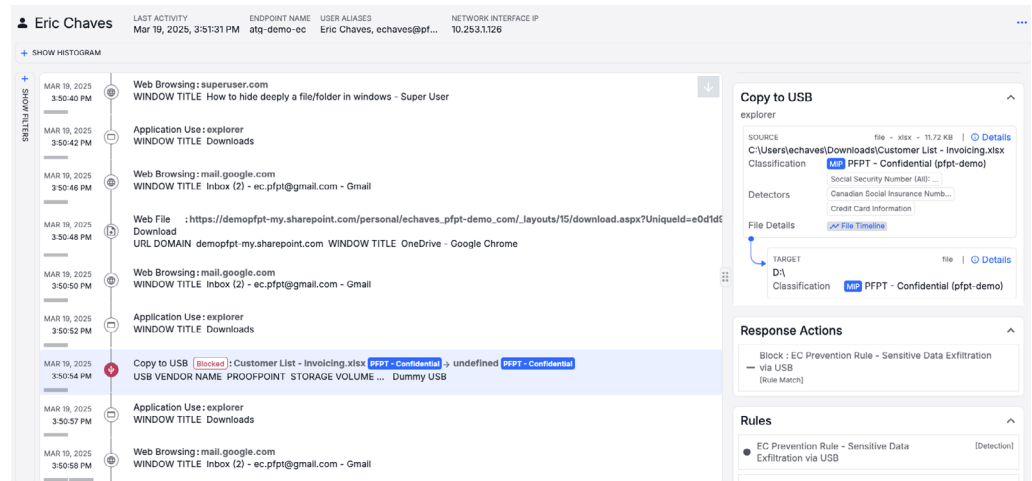 Eric Chaves
LAST ACTIVITY
Mar 19, 2025, 3:51:31 PM
ENDPOINT NAME
atg-demo-ec
USER ALIASES
Eric Chaves, echaves@pf...
NETWORK INTERFACE IP
10.253.1.126
+ SHOW HISTOGRAM
+ SHOW FILTERS
MAR 19, 2025
3:50:40 PM
Web Browsing: superuser.com
WINDOW TITLE How to hide deeply a file/folder in windows - Super User
MAR 19, 2025
3:50:42 PM
Application Use: explorer
WINDOW TITLE Downloads
MAR 19, 2025
3:50:46 PM
Web Browsing: mail.google.com
WINDOW TITLE Inbox (2) - ec.pfpt@gmail.com - Gmail
MAR 19, 2025
3:50:48 PM
Web File Download : https://demopfpt-my.sharepoint.com/personal/echaves_pfpt-demo_com/_layouts/15/download.aspx?UniqueId=e0d1d9
URL DOMAIN demopfpt-my.sharepoint.com WINDOW TITLE OneDrive - Google Chrome
MAR 19, 2025
3:50:50 PM
Web Browsing: mail.google.com
WINDOW TITLE Inbox (2) - ec.pfpt@gmail.com - Gmail
MAR 19, 2025
3:50:52 PM
Application Use: explorer
WINDOW TITLE Downloads
MAR 19, 2025
3:50:54 PM
Copy to USB Blocked : Customer List - Invoicing.xlsx PFPT - Confidential → undefined PFPT - Confidential
USB VENDOR NAME PROOFPOINT STORAGE VOLUME ... Dummy USB
MAR 19, 2025
3:50:57 PM
Application Use: explorer
WINDOW TITLE Downloads
MAR 19, 2025
3:50:58 PM
Web Browsing: mail.google.com
WINDOW TITLE Inbox (2) - ec.pfpt@gmail.com - Gmail
Copy to USB
explorer
SOURCE file - xlsx - 11.72 KB | Details
C:\Users\echaves\Downloads\Customer List - Invoicing.xlsx
Classification MIP PFPT - Confidential (pfpt-demo)
Social Security Number (All): ...
Detectors Canadian Social Insurance Numb...
Credit Card Information
File Details File Timeline
TARGET file | Details
D:\
Classification MIP PFPT - Confidential (pfpt-demo)
Response Actions
Block : EC Prevention Rule - Sensitive Data Exfiltration
via USB
[Rule Match]
Rules
EC Prevention Rule - Sensitive Data [Detection]
Exfiltration via USB